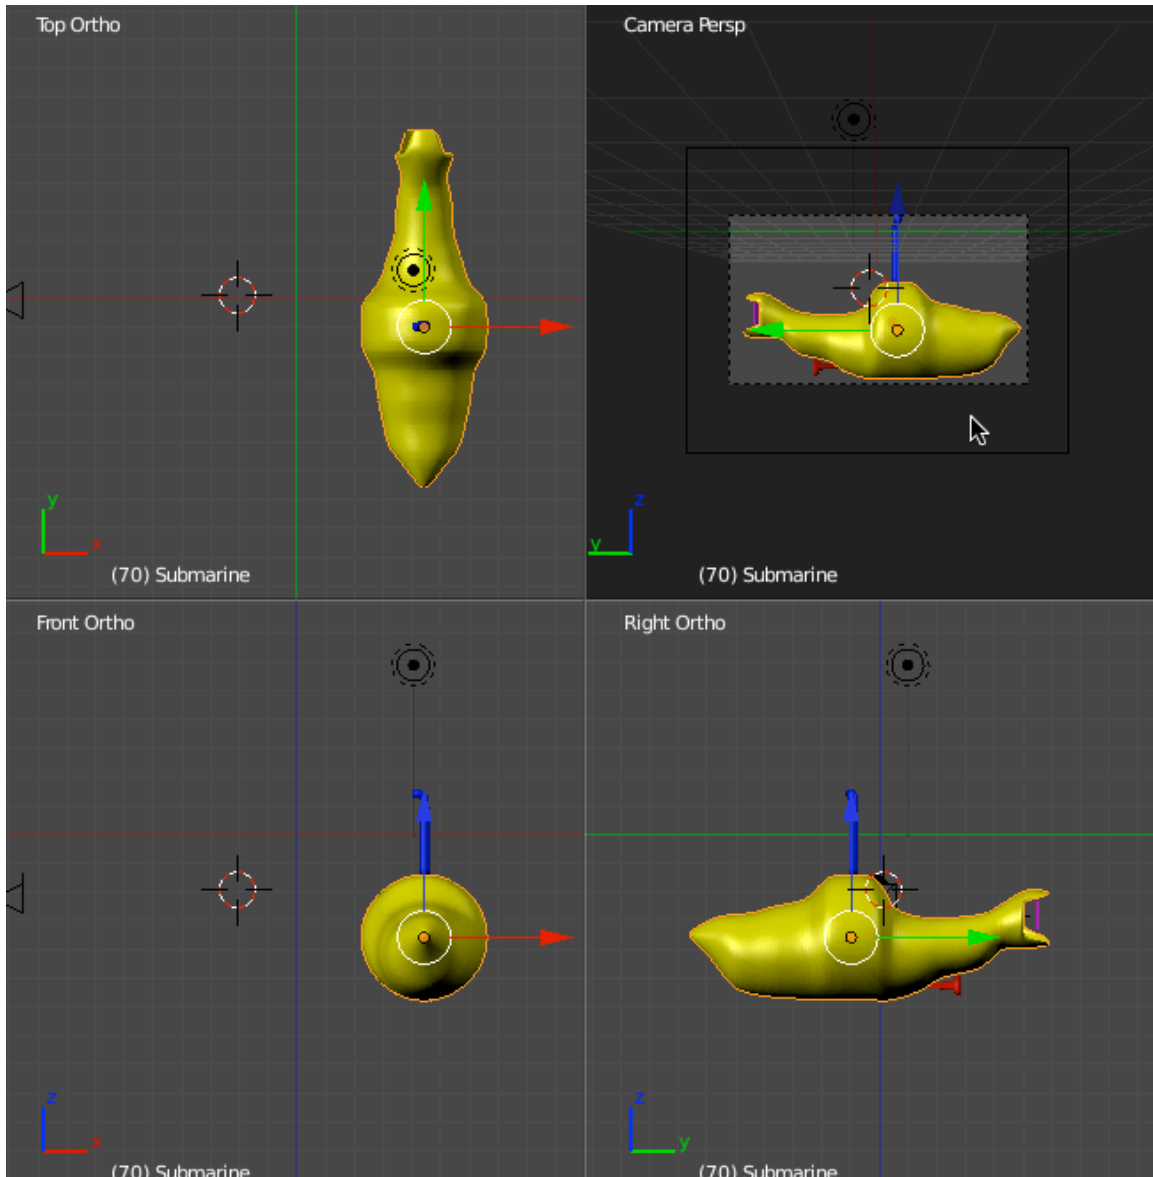 Top Ortho
y
x
(70) Submarine
Camera Persp
z
y
(70) Submarine
Front Ortho
z
x
(70) Submarine
Right Ortho
z
y
(70) Submarine